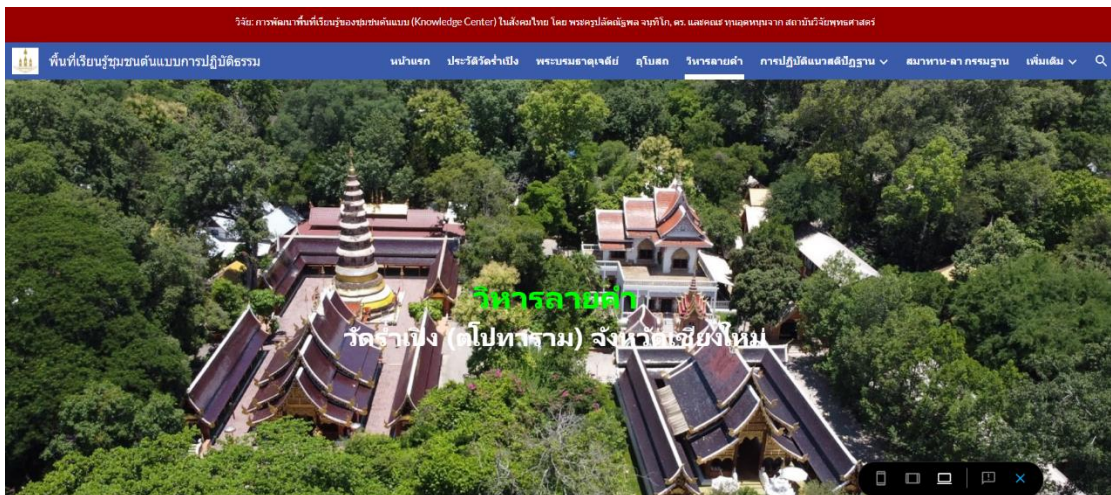 วิจัย: การพัฒนาพื้นที่เรียนรู้ของชุมชนต้นแบบ (Knowledge Center) ในสังคมไทย โดย พระครูปลัดณัฐพล จนฺทิโก, ดร. และคณะ ทุนอุดหนุนจาก สถาบันวิจัยพุทธศาสตร์
พื้นที่เรียนรู้ชุมชนต้นแบบการปฏิบัติธรรม
หน้าแรก ประวัติวัดร่ำเปิง พระบรมธาตุเจดีย์ อุโบสถ วิหารลายคำ การปฏิบัติแนวสติปัฏฐาน สมาทาน-ลา กรรมฐาน เพิ่มเติม
วิหารลายคำ
วัดร่ำเปิง (ตโปทาราม) จังหวัดเชียงใหม่